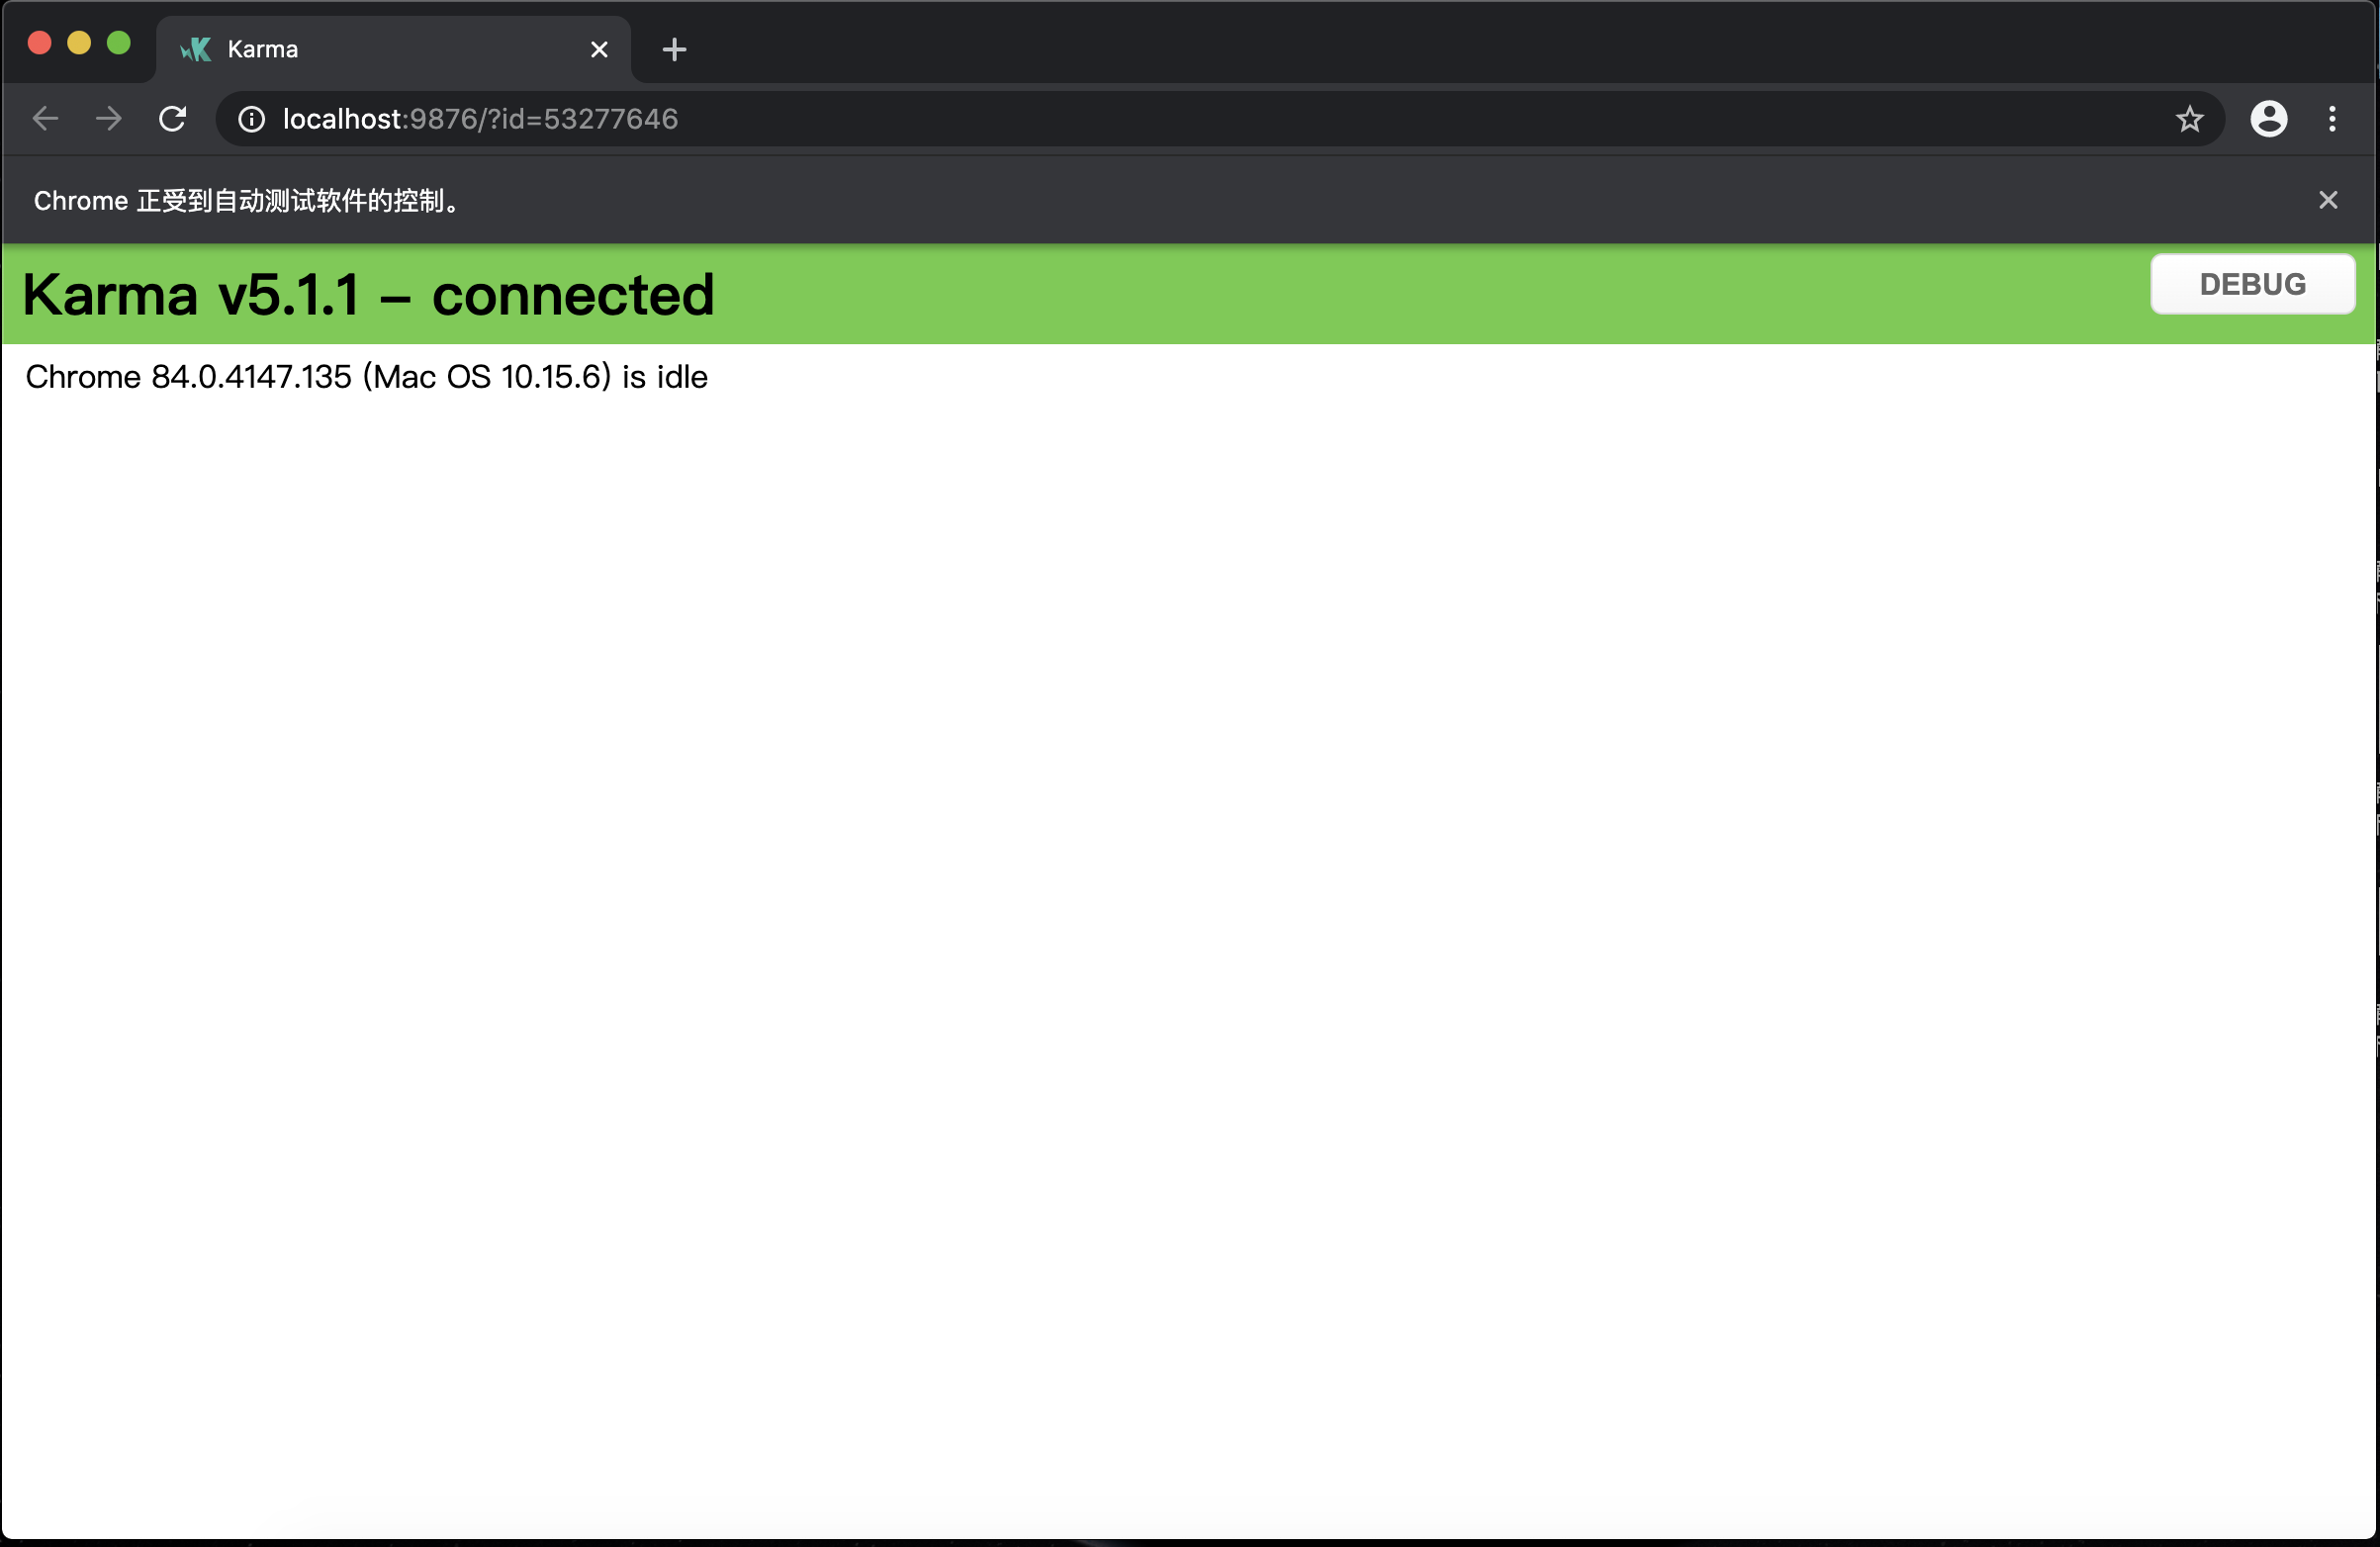 Karma
localhost:9876/?id=53277646
Chrome 正受到自动测试软件的控制。
Karma v5.1.1 – connected
DEBUG
Chrome 84.0.4147.135 (Mac OS 10.15.6) is idle